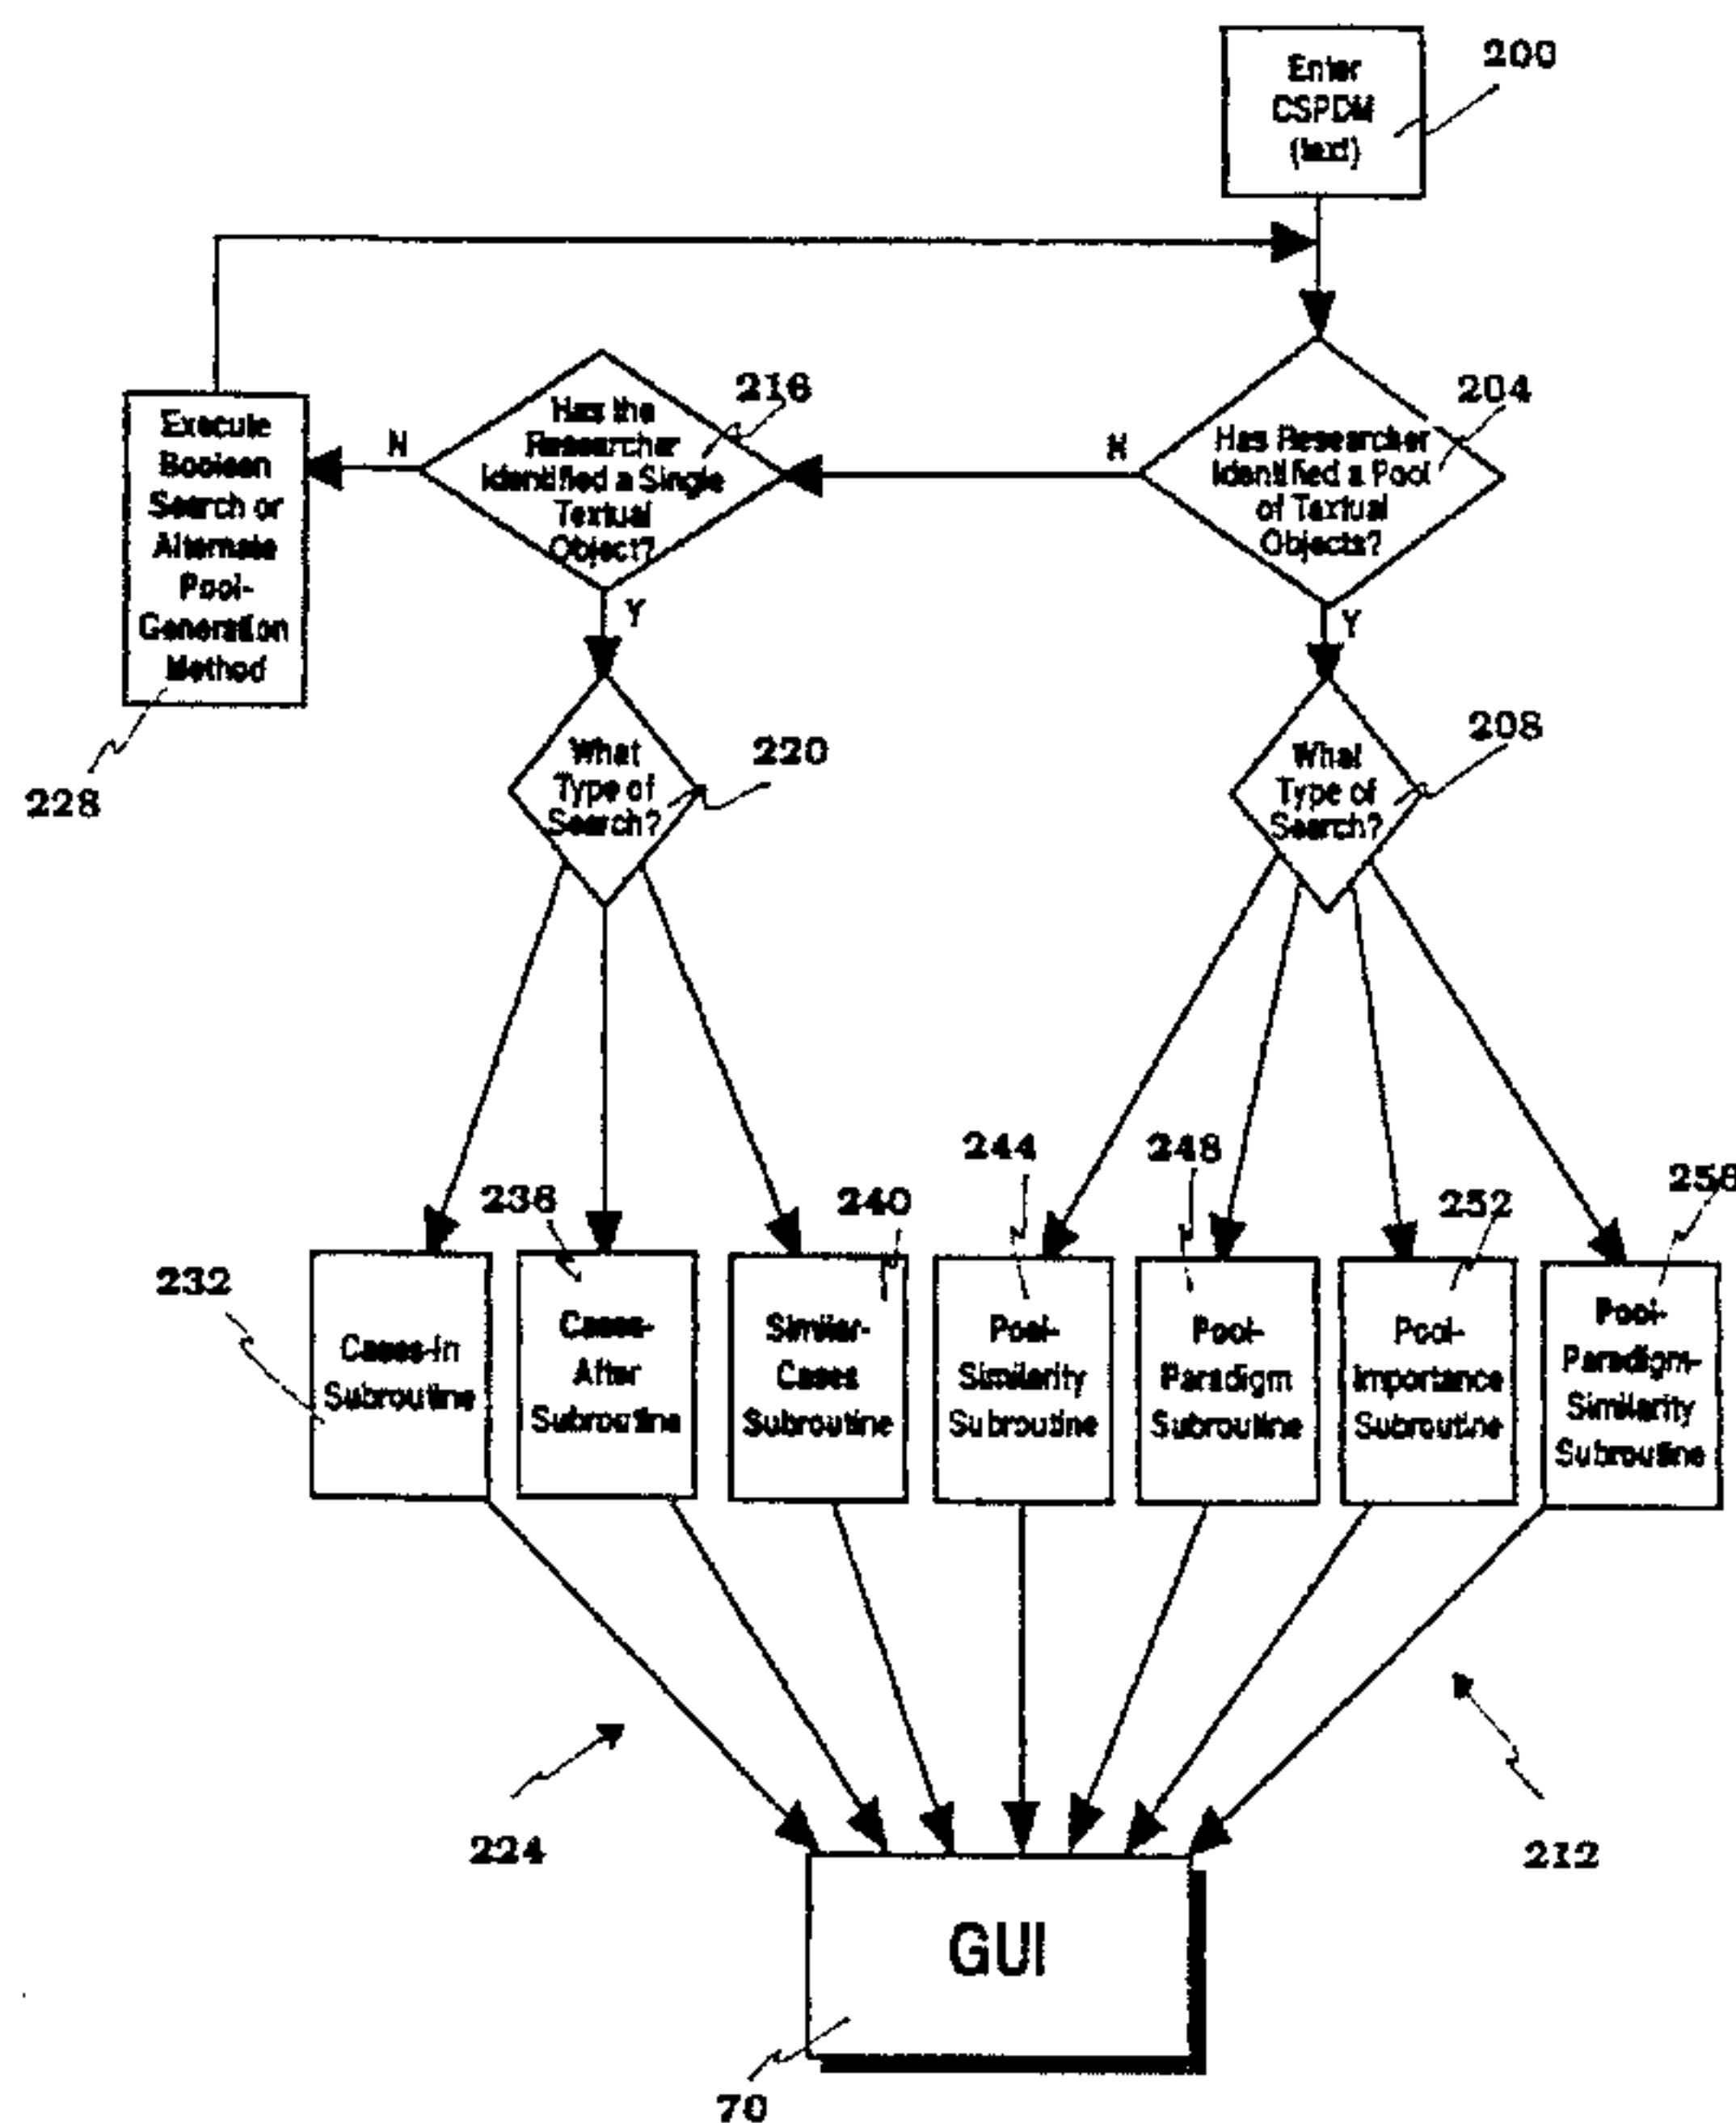 200
Enter
CSPDM
(text)
204
Has Researcher
Identified a Pool
of Textual
Objects?
N
Y
216
Has the
Researcher
Identified a Single
Textual
Object?
N
Y
Execute
Boolean
Search or
Alternate
Pool-
Generation
Method
228
What
Type of
Search?
220
What
Type of
Search?
208
232
Cases-In
Subroutine
236
Cases-
After
Subroutine
240
Similar-
Cases
Subroutine
244
Pool-
Similarity
Subroutine
248
Pool-
Paradigm
Subroutine
252
Pool-
Importance
Subroutine
256
Pool-
Paradigm-
Similarity
Subroutine
224
212
GUI
70